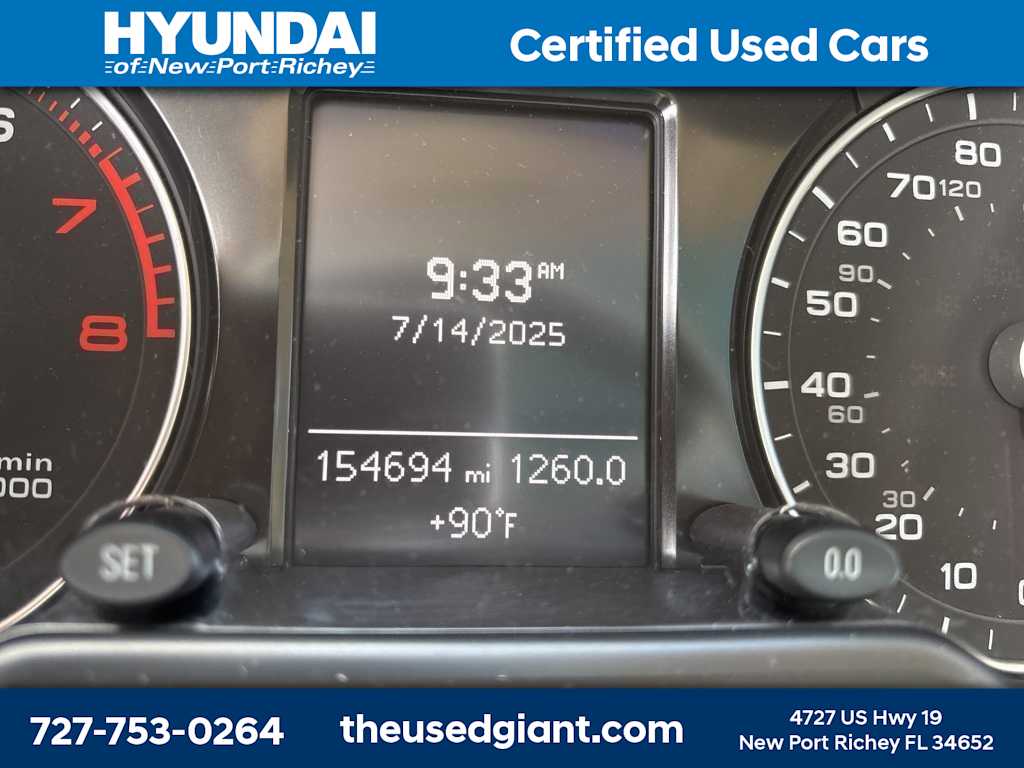 HYUNDAI
of New Port Richey
Certified Used Cars
6
7
8
min
000
9:33 AM
7/14/2025
154694 mi 1260.0
+90°F
SET
0.0
80
70 120
60
90
50
40
60
30
30
20
10
727-753-0264
theusedgiant.com
4727 US Hwy 19
New Port Richey FL 34652